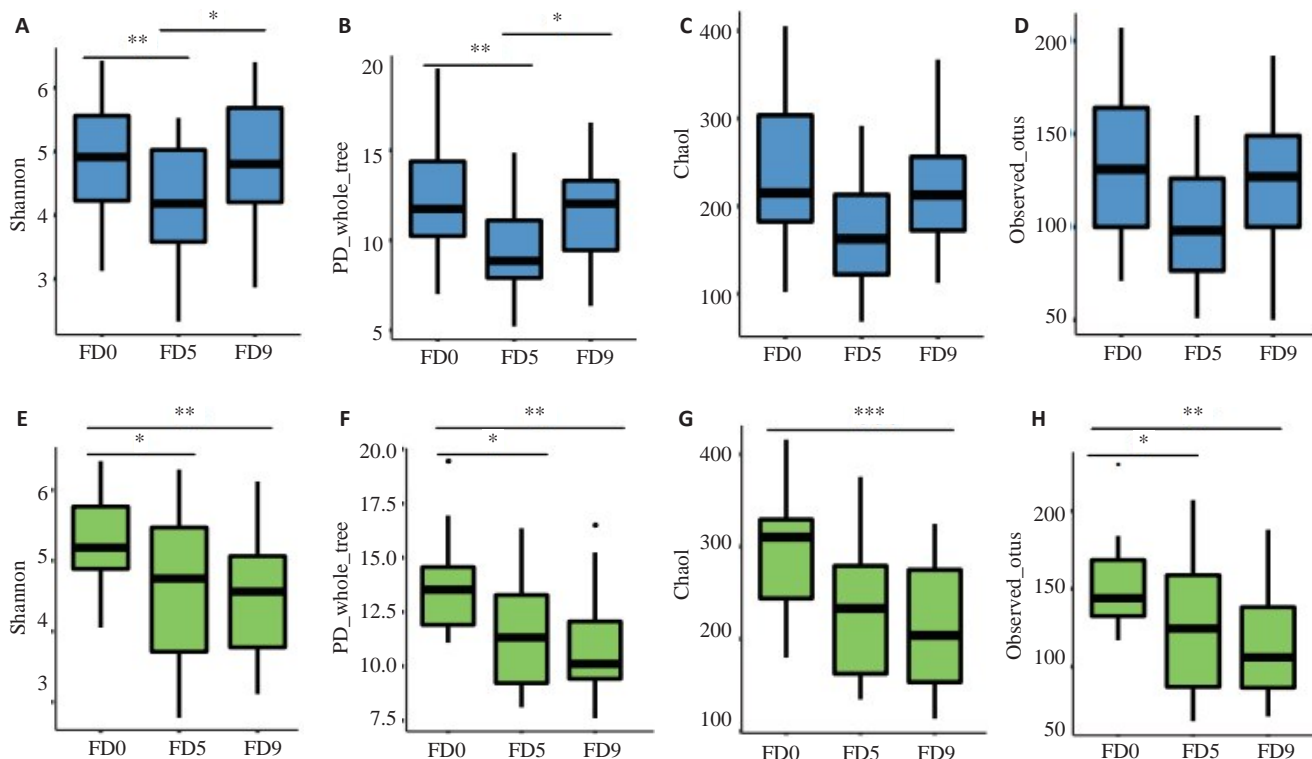 A
Shannon
6
5
4
3
**
*
FD0 FD5 FD9
B
PD_whole_tree
20
15
10
5
**
*
FD0 FD5 FD9
C
Chaol
400
300
200
100
FD0 FD5 FD9
D
Observed_otus
200
150
100
50
FD0 FD5 FD9
E
Shannon
6
5
4
3
**
*
FD0 FD5 FD9
F
PD_whole_tree
20.0
17.5
15.0
12.5
10.0
7.5
**
*
FD0 FD5 FD9
G
Chaol
400
300
200
100
***
FD0 FD5 FD9
H
Observed_otus
200
150
100
50
**
*
FD0 FD5 FD9